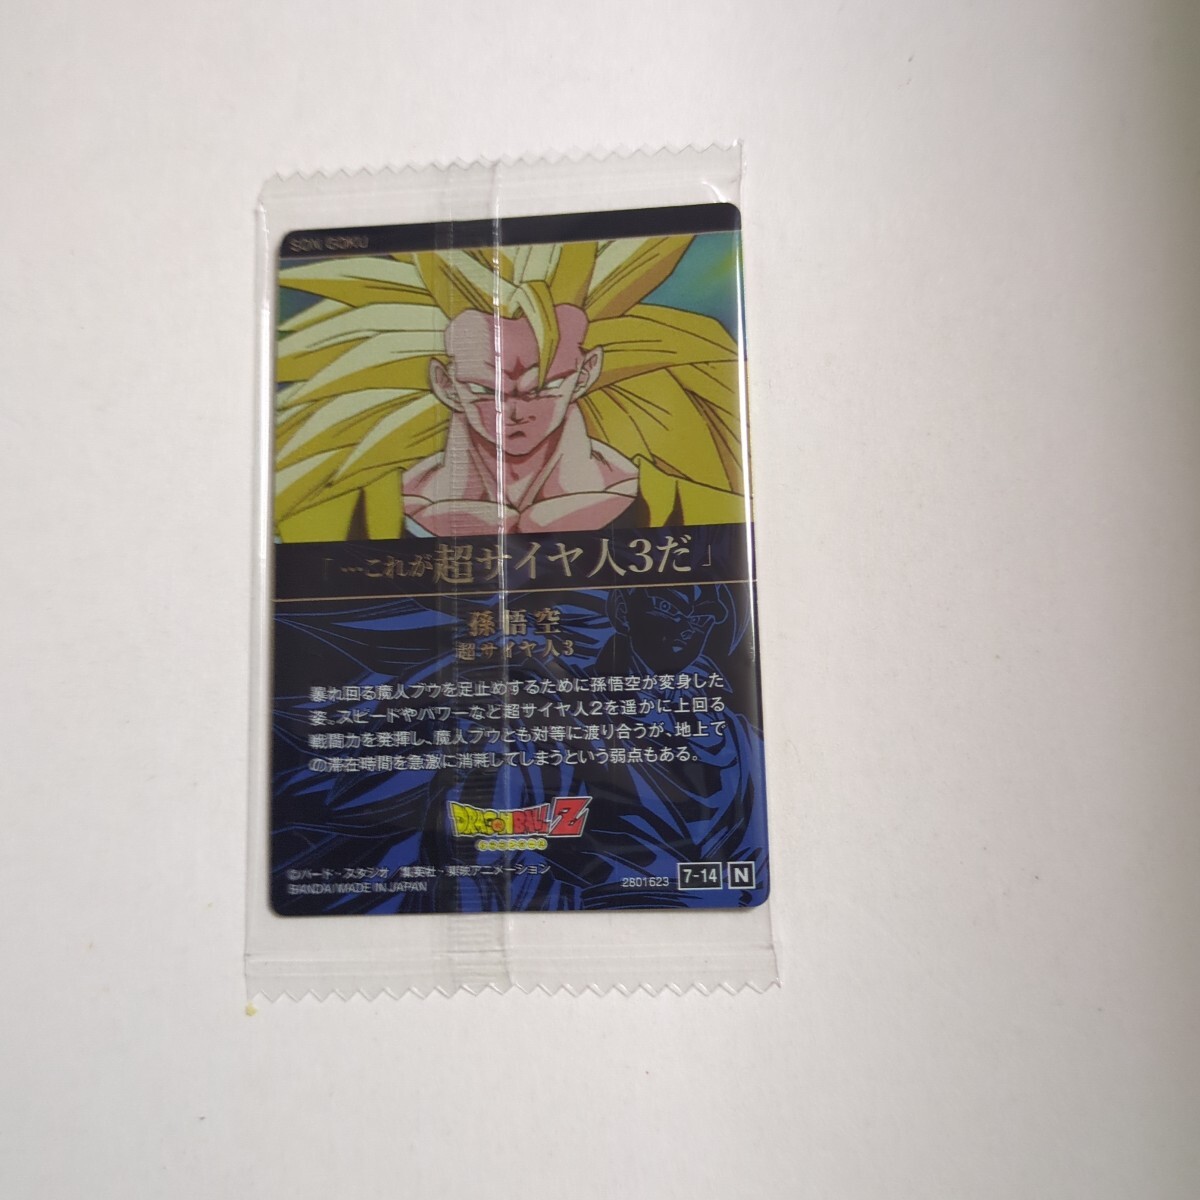 SON GOKU
「…これが超サイヤ人3だ」
孫悟空
超サイヤ人3
暴れ回る魔人ブウを足止めするために孫悟空が変身した
姿。スピードやパワーなど超サイヤ人2を遥かに上回る
戦闘力を発揮し、魔人ブウとも対等に渡り合うが、地上で
の滞在時間を急激に消耗してしまうという弱点もある。
DRAGON BALL Z
©バード・スタジオ/集英社・東映アニメーション
BANDAI MADE IN JAPAN
2801623 7-14 N